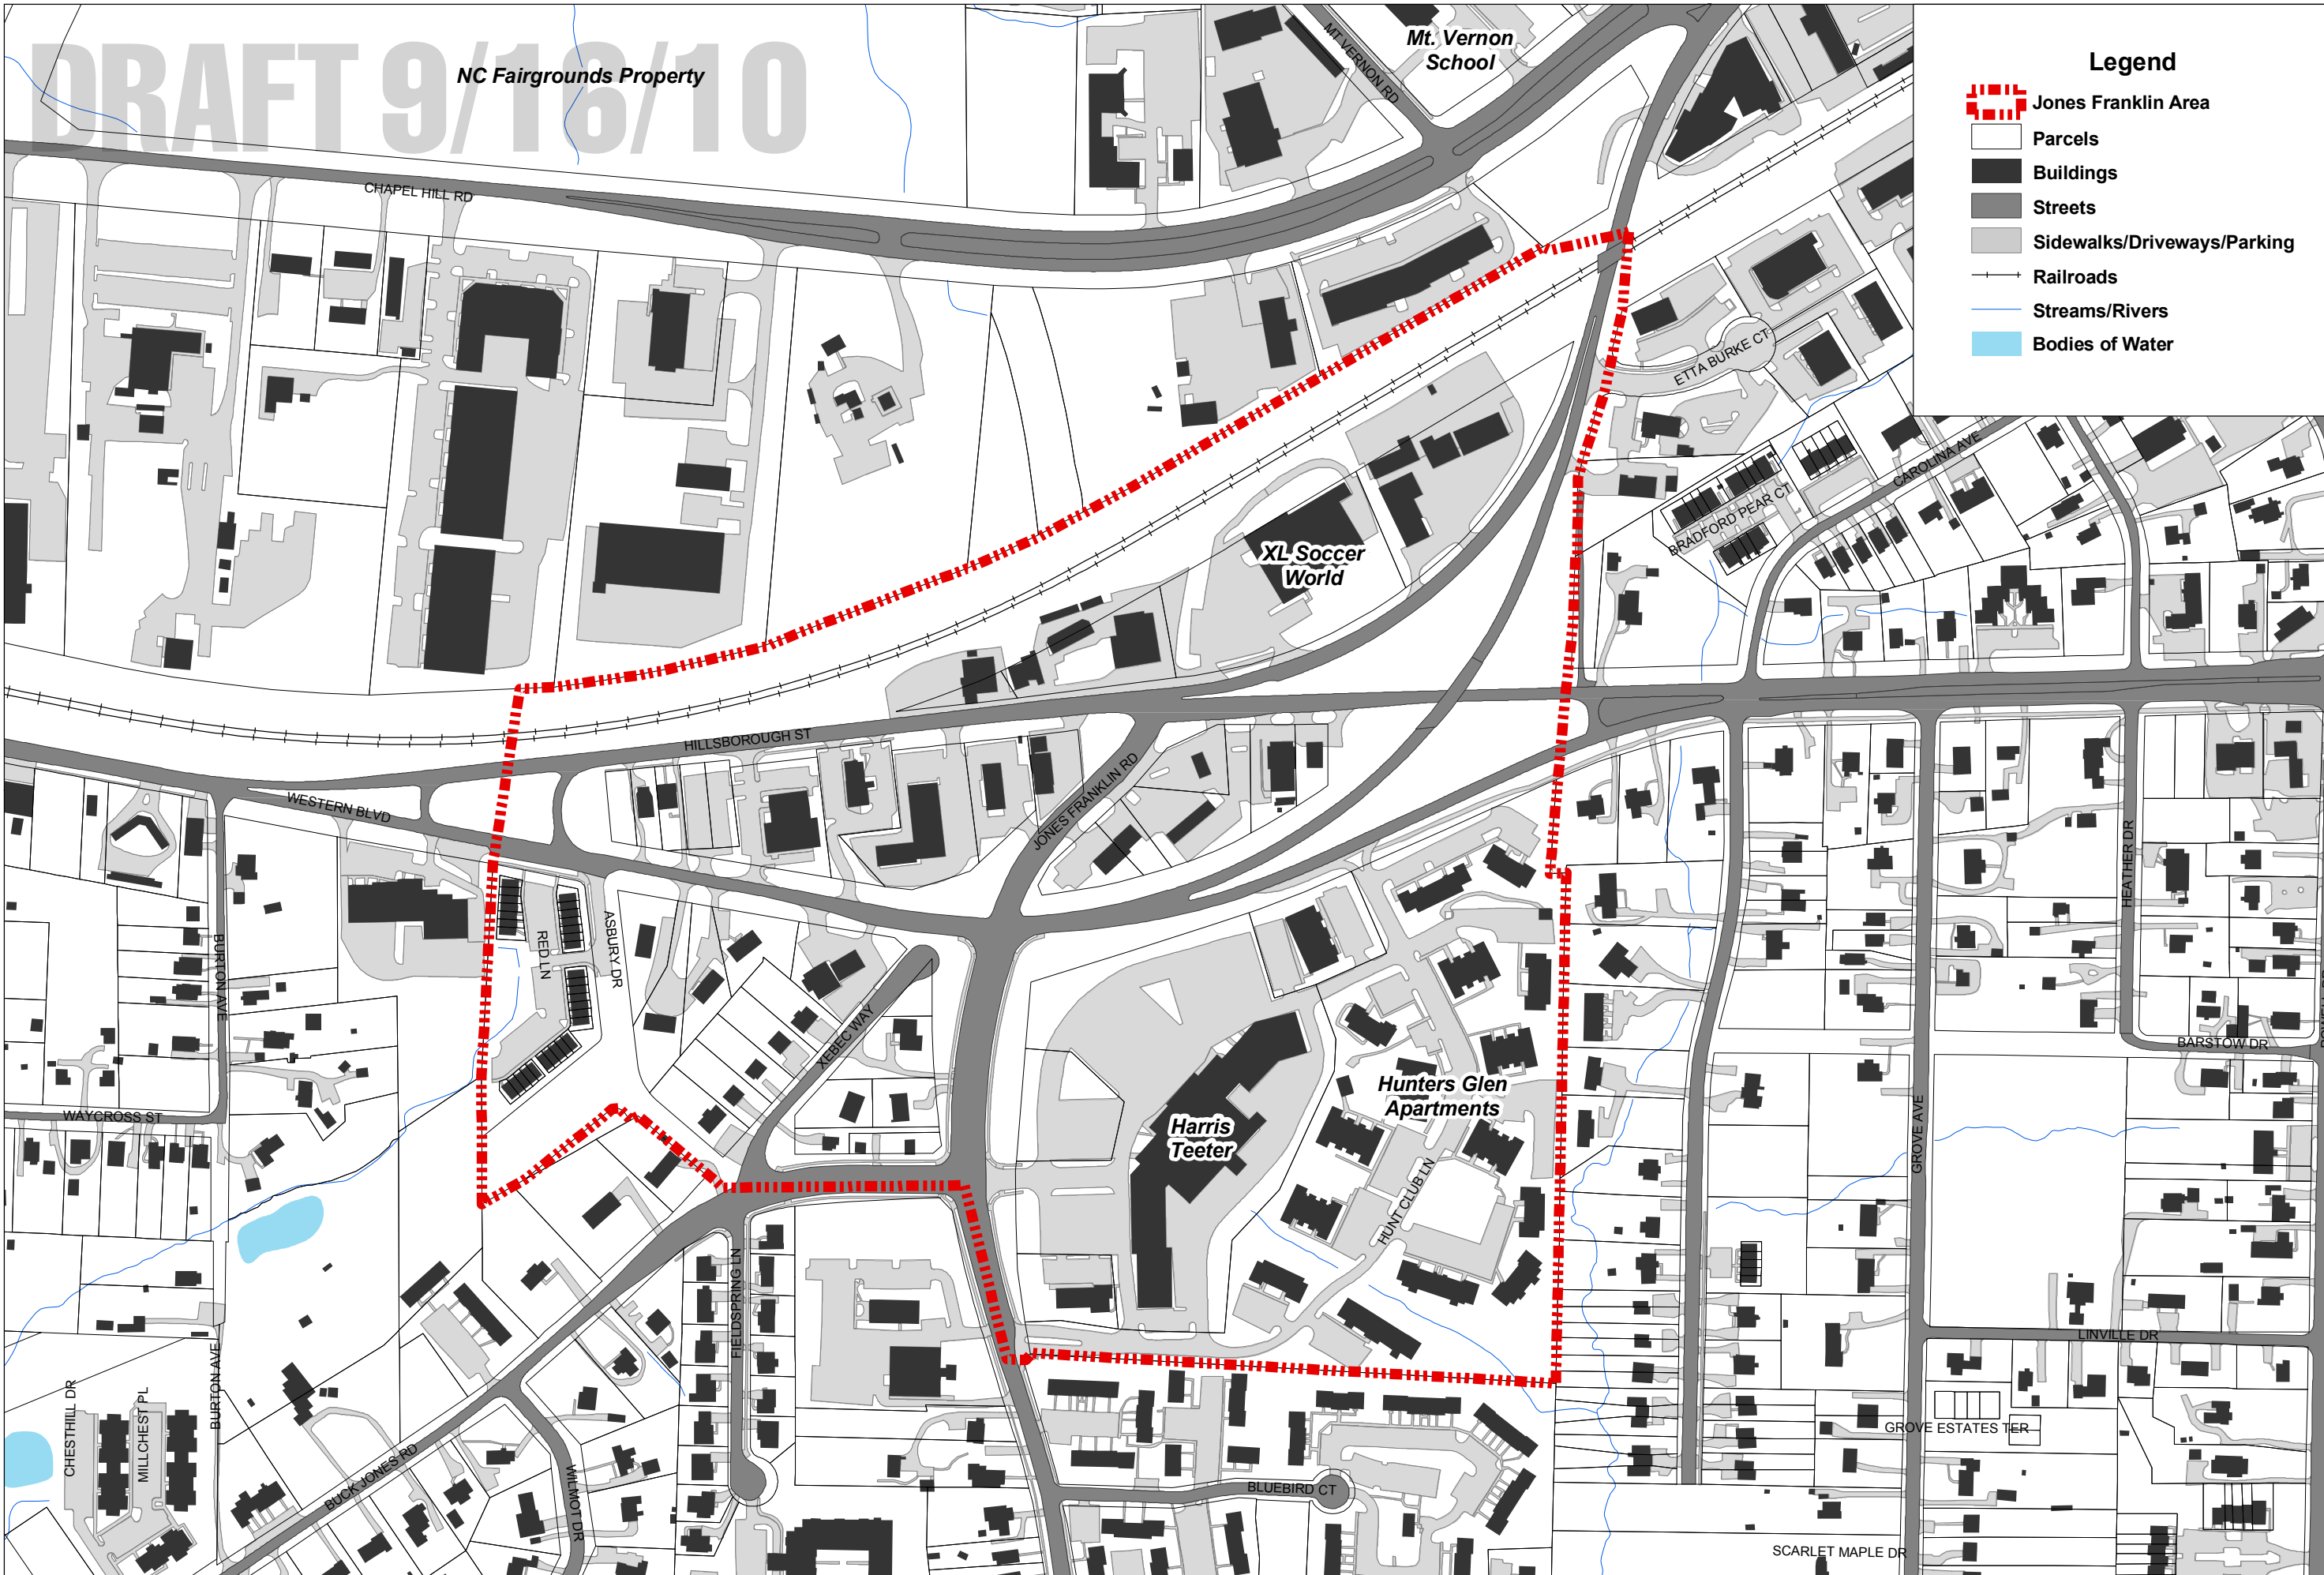 DRAFT 9/16/10
NC Fairgrounds Property
Mt. Vernon
School
MT VERNON RD
Legend
Jones Franklin Area
Parcels
Buildings
Streets
Sidewalks/Driveways/Parking
Railroads
Streams/Rivers
Bodies of Water
CHAPEL HILL RD
ETTA BURKE CT
CAROLINA AVE
BRADFORD PEAR CT
XL Soccer
World
HILLSBOROUGH ST
WESTERN BLVD
JONES FRANKLIN RD
HEATHER DR
BURTON AVE
RED LN
ASBURY DR
XEBEC WAY
BARSTOW DR
WAYCROSS ST
Hunters Glen
Apartments
Harris
Teeter
GROVE AVE
HUNT CLUB LN
FIELDSPRING LN
LINVILLE DR
BURTON AVE
CHESTHILL DR
MILLCHEST PL
GROVE ESTATES TER
BUCK JONES RD
WILMOT DR
BLUEBIRD CT
SCARLET MAPLE DR